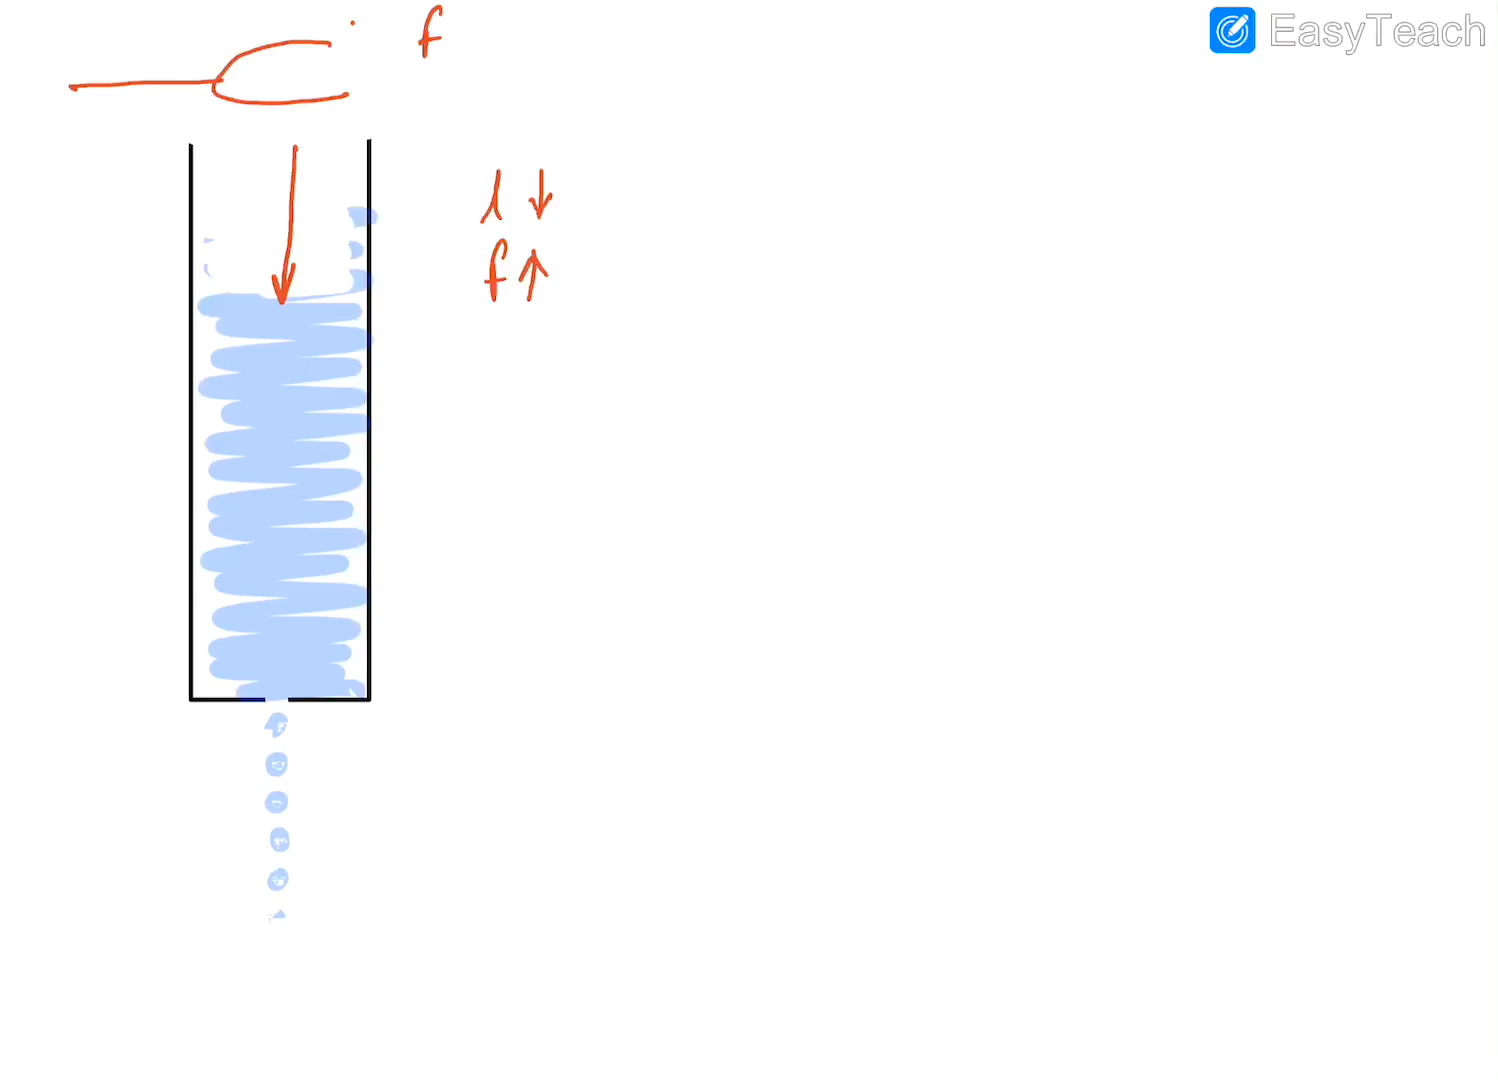 f
EasyTeach
l ↓
f ↑